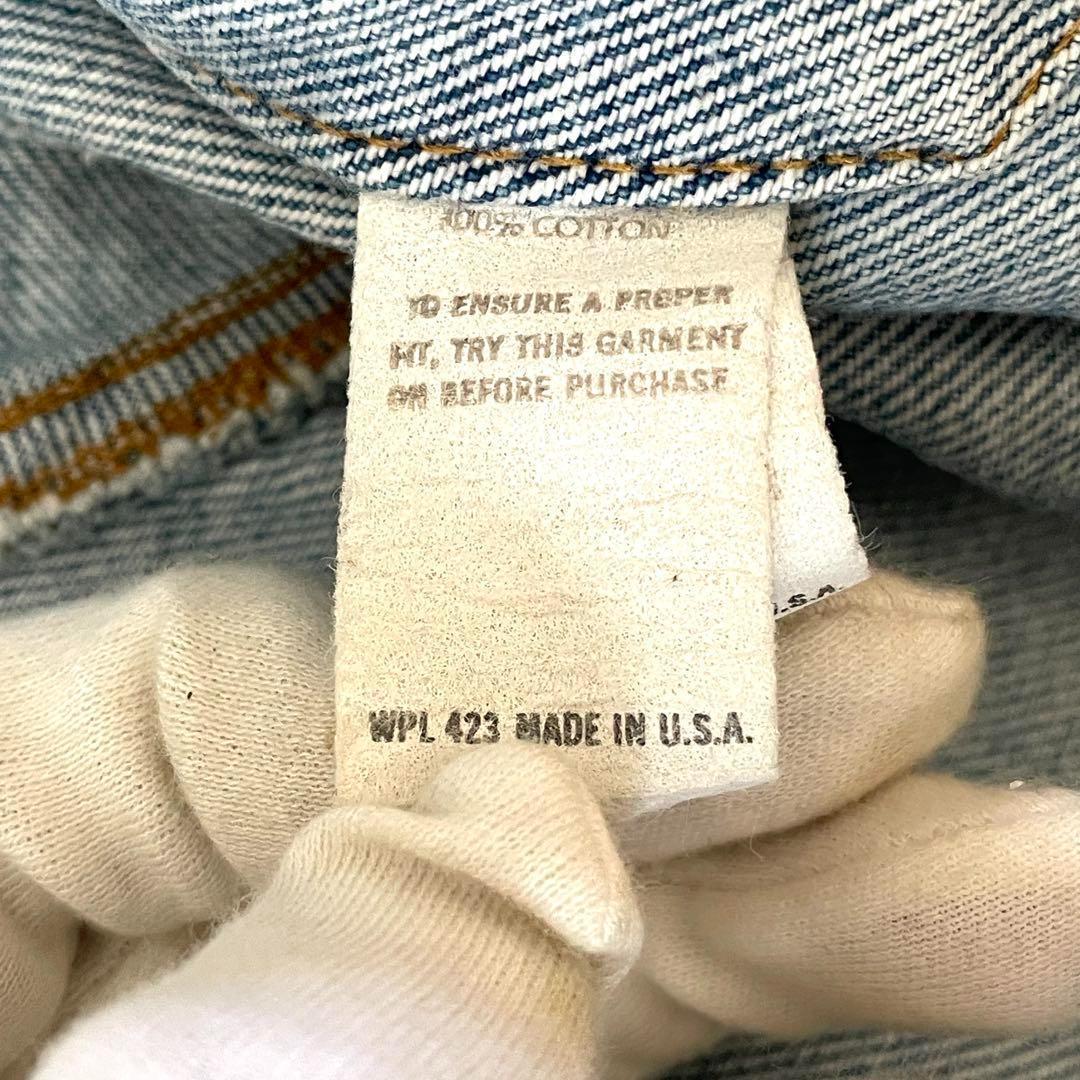 100% COTTON
TO ENSURE A PROPER
FIT, TRY THIS GARMENT
ON BEFORE PURCHASE.
WPL 423 MADE IN U.S.A.
.S.A.